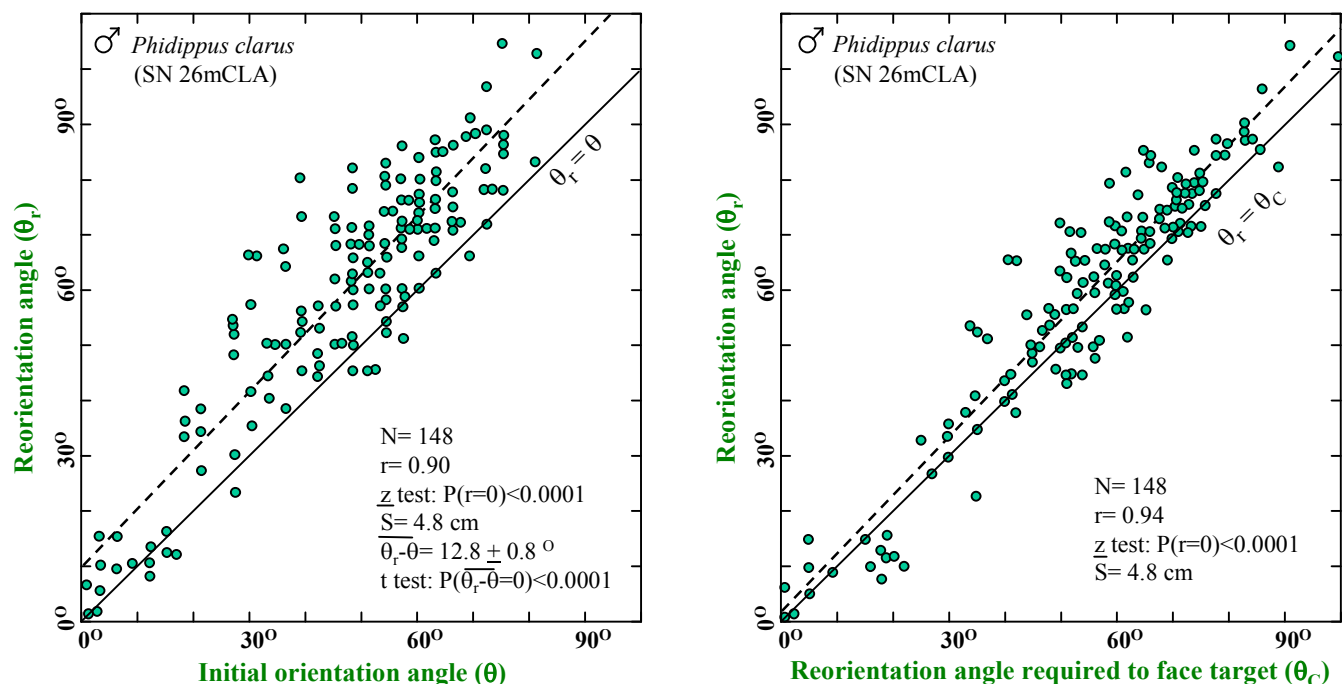 ♂ Phidippus clarus
(SN 26mCLA)
Reorientation angle (θr)
90O
60O
30O
0O
θr = θ
N= 148
r= 0.90
z test: P(r=0)<0.0001
S= 4.8 cm
θr-θ= 12.8 ± 0.8 O
t test: P(θr-θ=0)<0.0001
0O 30O 60O 90O
Initial orientation angle (θ)
♂ Phidippus clarus
(SN 26mCLA)
Reorientation angle (θr)
90O
60O
30O
0O
θr = θC
N= 148
r= 0.94
z test: P(r=0)<0.0001
S= 4.8 cm
0O 30O 60O 90O
Reorientation angle required to face target (θC)